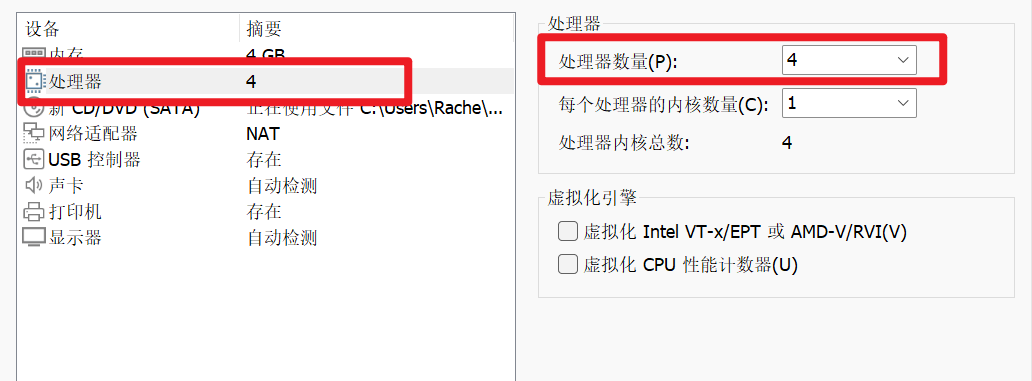 设备 摘要
内存 4 GB
处理器 4
新 CD/DVD (SATA) 正在使用文件 C:\Users\Rache\...
网络适配器 NAT
USB 控制器 存在
声卡 自动检测
打印机 存在
显示器 自动检测
处理器
处理器数量(P): 4
每个处理器的内核数量(C): 1
处理器内核总数: 4
虚拟化引擎
虚拟化 Intel VT-x/EPT 或 AMD-V/RVI(V)
虚拟化 CPU 性能计数器(U)